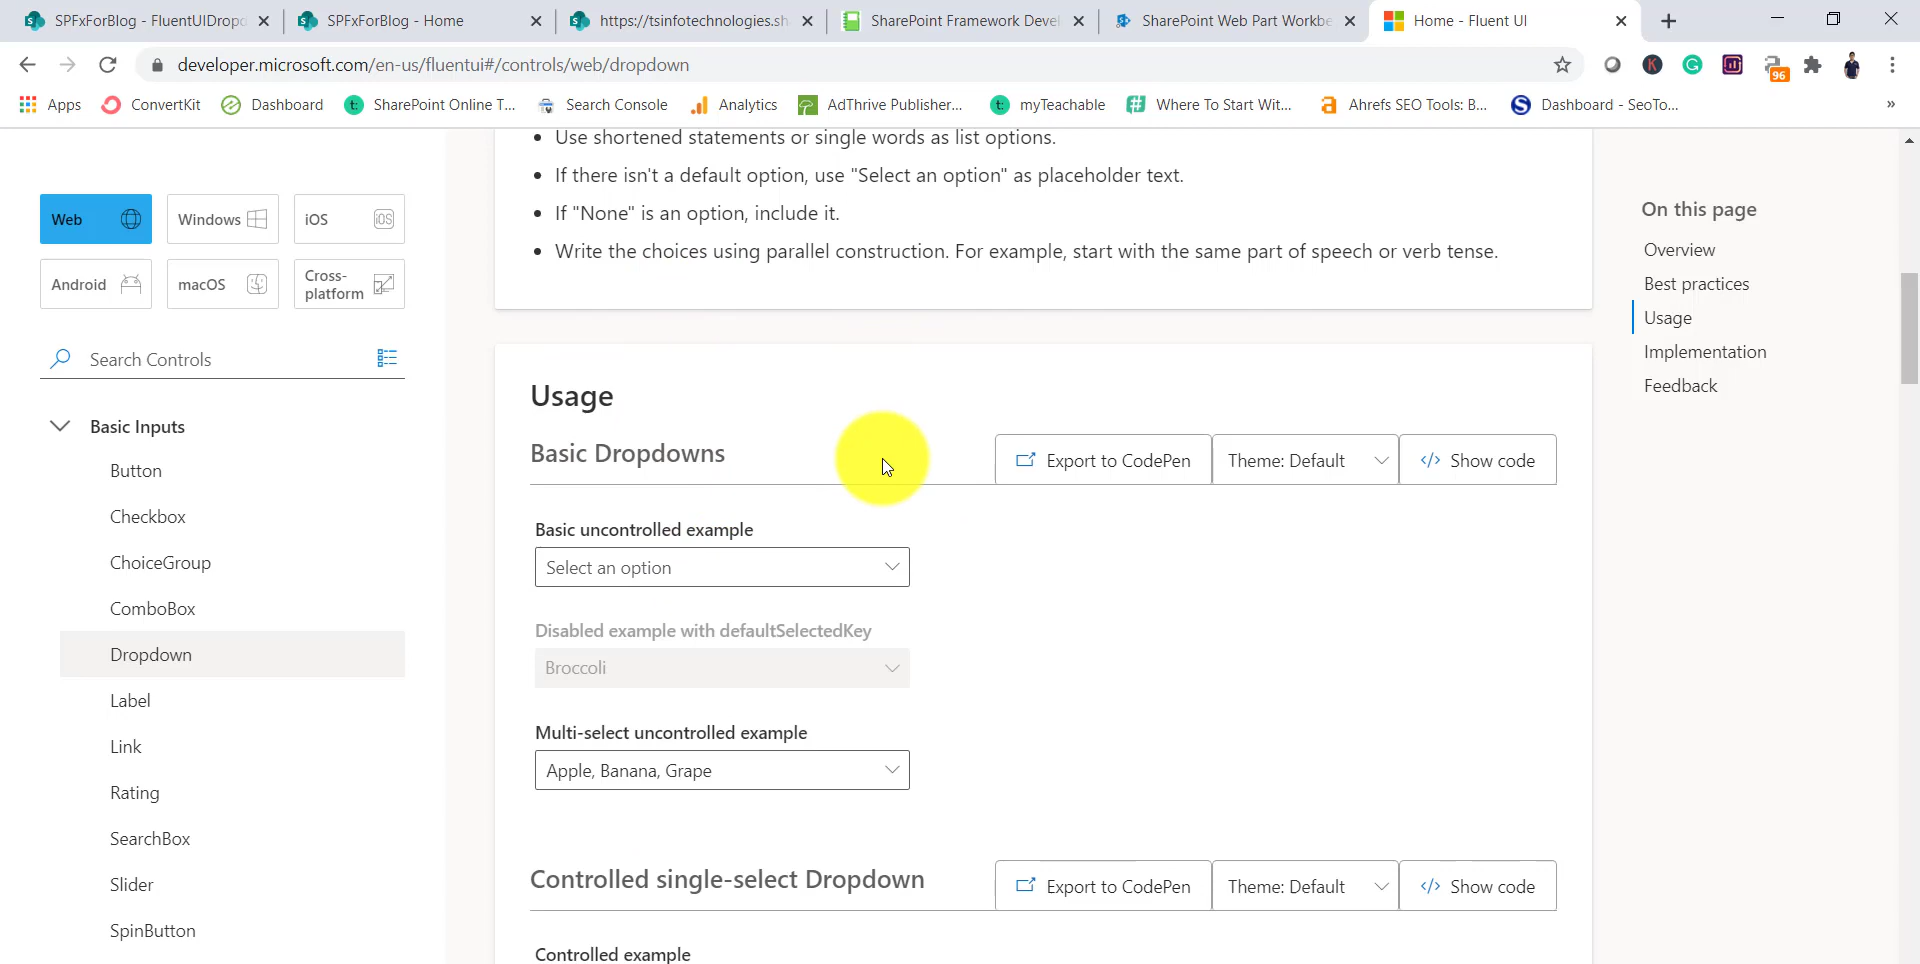 SPFxForBlog - FluentUIDropd
SPFxForBlog - Home
https://tsinfotechnologies.sh
SharePoint Framework Devel
SharePoint Web Part Workbe
Home - Fluent UI
developer.microsoft.com/en-us/fluentui#/controls/web/dropdown
K
G
96
Apps
ConvertKit
Dashboard
t:
SharePoint Online T...
Search Console
Analytics
AdThrive Publisher...
t:
myTeachable
Where To Start Wit...
a
Ahrefs SEO Tools: B...
S
Dashboard - SeoTo...
»
• Use shortened statements or single words as list options.
• If there isn't a default option, use "Select an option" as placeholder text.
• If "None" is an option, include it.
• Write the choices using parallel construction. For example, start with the same part of speech or verb tense.
Web
Windows
iOS
iOS
Android
macOS
Cross-
platform
Search Controls
Basic Inputs
Button
Checkbox
ChoiceGroup
ComboBox
Dropdown
Label
Link
Rating
SearchBox
Slider
SpinButton
Usage
Basic Dropdowns
Export to CodePen
Theme: Default
</> Show code
Basic uncontrolled example
Select an option
Disabled example with defaultSelectedKey
Broccoli
Multi-select uncontrolled example
Apple, Banana, Grape
Controlled single-select Dropdown
Export to CodePen
Theme: Default
</> Show code
Controlled example
On this page
Overview
Best practices
Usage
Implementation
Feedback